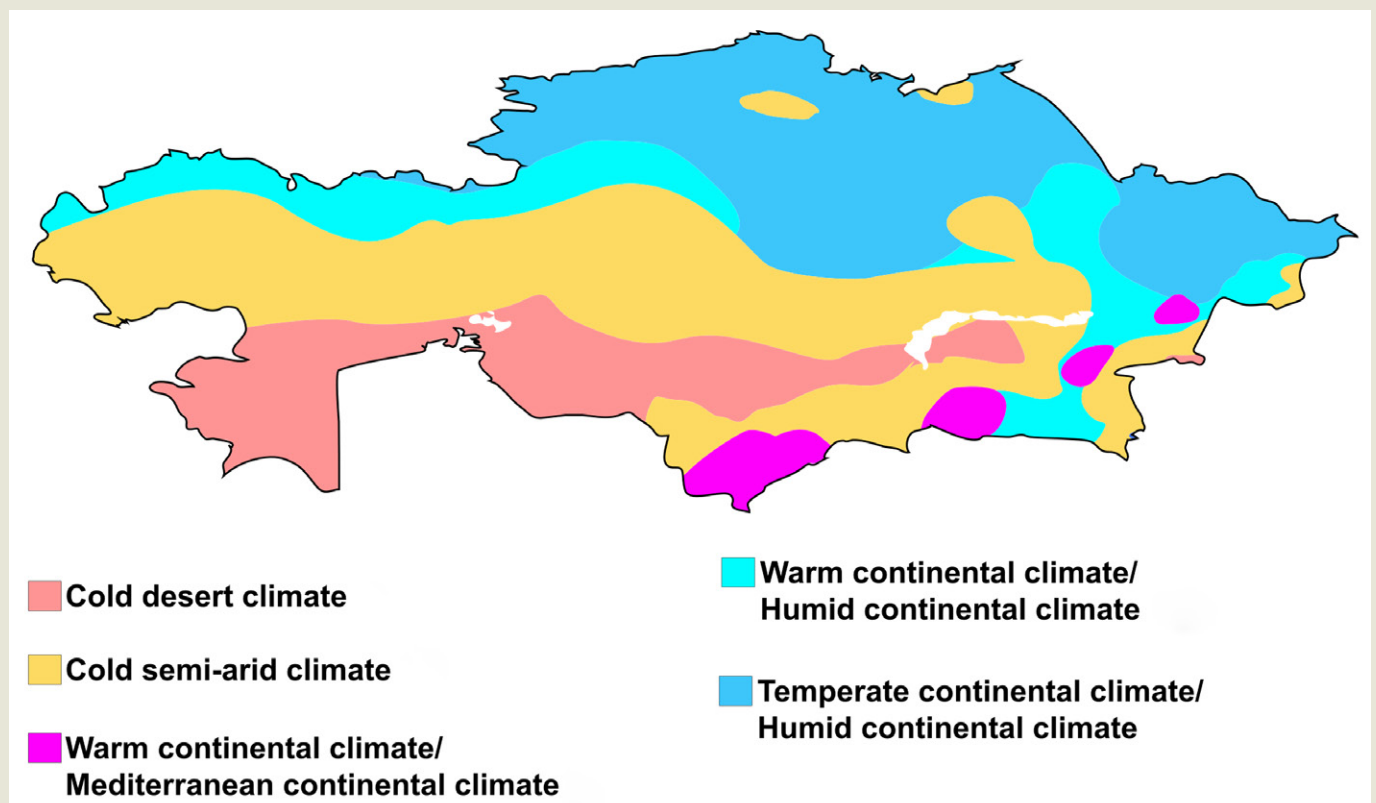 Cold desert climate
Cold semi-arid climate
Warm continental climate/
Mediterranean continental climate
Warm continental climate/
Humid continental climate
Temperate continental climate/
Humid continental climate